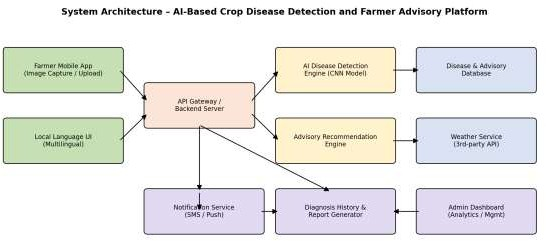 System Architecture – AI-Based Crop Disease Detection and Farmer Advisory Platform
Farmer Mobile App
(Image Capture / Upload)
AI Disease Detection
Engine (CNN Model)
Disease & Advisory
Database
API Gateway /
Backend Server
Local Language UI
(Multilingual)
Advisory Recommendation
Engine
Weather Service
(3rd-party API)
Notification Service
(SMS / Push)
Diagnosis History &
Report Generator
Admin Dashboard
(Analytics / Mgmt)